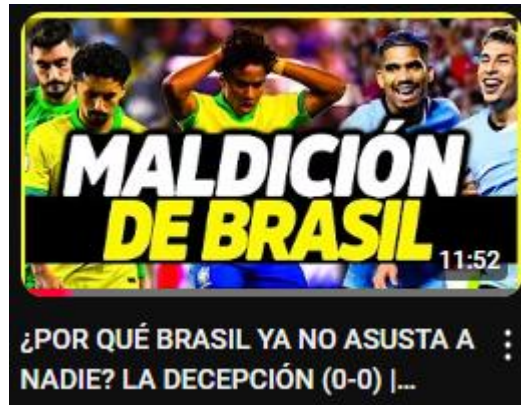 MALDICIÓN
DE BRASIL
11:52
¿POR QUÉ BRASIL YA NO ASUSTA A
NADIE? LA DECEPCIÓN (0-0) |...